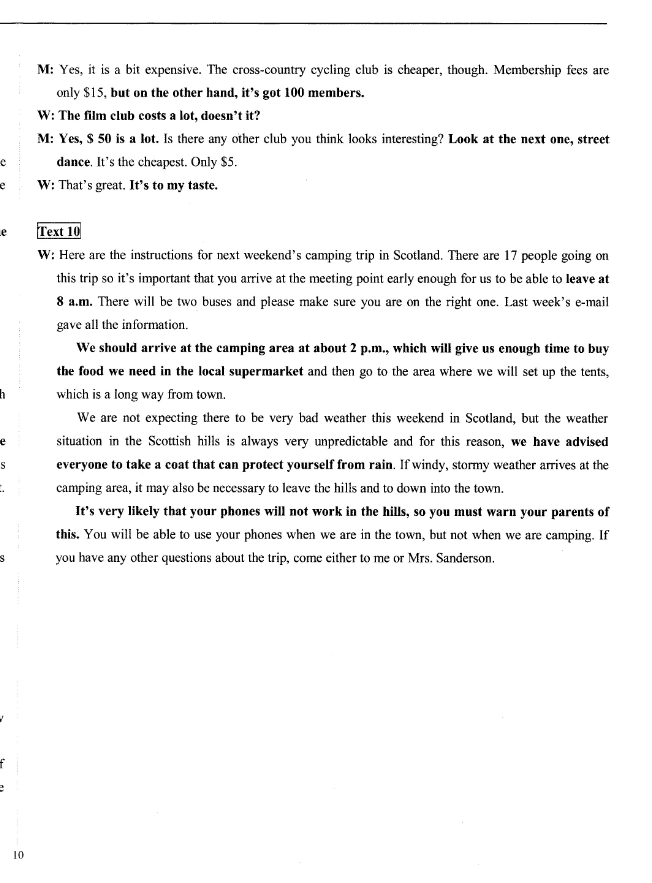 M: Yes, it is a bit expensive. The cross-country cycling club is cheaper, though. Membership fees are
only $15, but on the other hand, it's got 100 members.
W: The film club costs a lot, doesn't it?
M: Yes, $ 50 is a lot. Is there any other club you think looks interesting? Look at the next one, street
dance. It's the cheapest. Only $5.
W: That's great. It's to my taste.
Text 10
W: Here are the instructions for next weekend's camping trip in Scotland. There are 17 people going on
this trip so it's important that you arrive at the meeting point early enough for us to be able to leave at
8 a.m. There will be two buses and please make sure you are on the right one. Last week's e-mail
gave all the information.
We should arrive at the camping area at about 2 p.m., which will give us enough time to buy
the food we need in the local supermarket and then go to the area where we will set up the tents,
which is a long way from town.
We are not expecting there to be very bad weather this weekend in Scotland, but the weather
situation in the Scottish hills is always very unpredictable and for this reason, we have advised
everyone to take a coat that can protect yourself from rain. If windy, stormy weather arrives at the
camping area, it may also be necessary to leave the hills and to down into the town.
It's very likely that your phones will not work in the hills, so you must warn your parents of
this. You will be able to use your phones when we are in the town, but not when we are camping. If
you have any other questions about the trip, come either to me or Mrs. Sanderson.
10